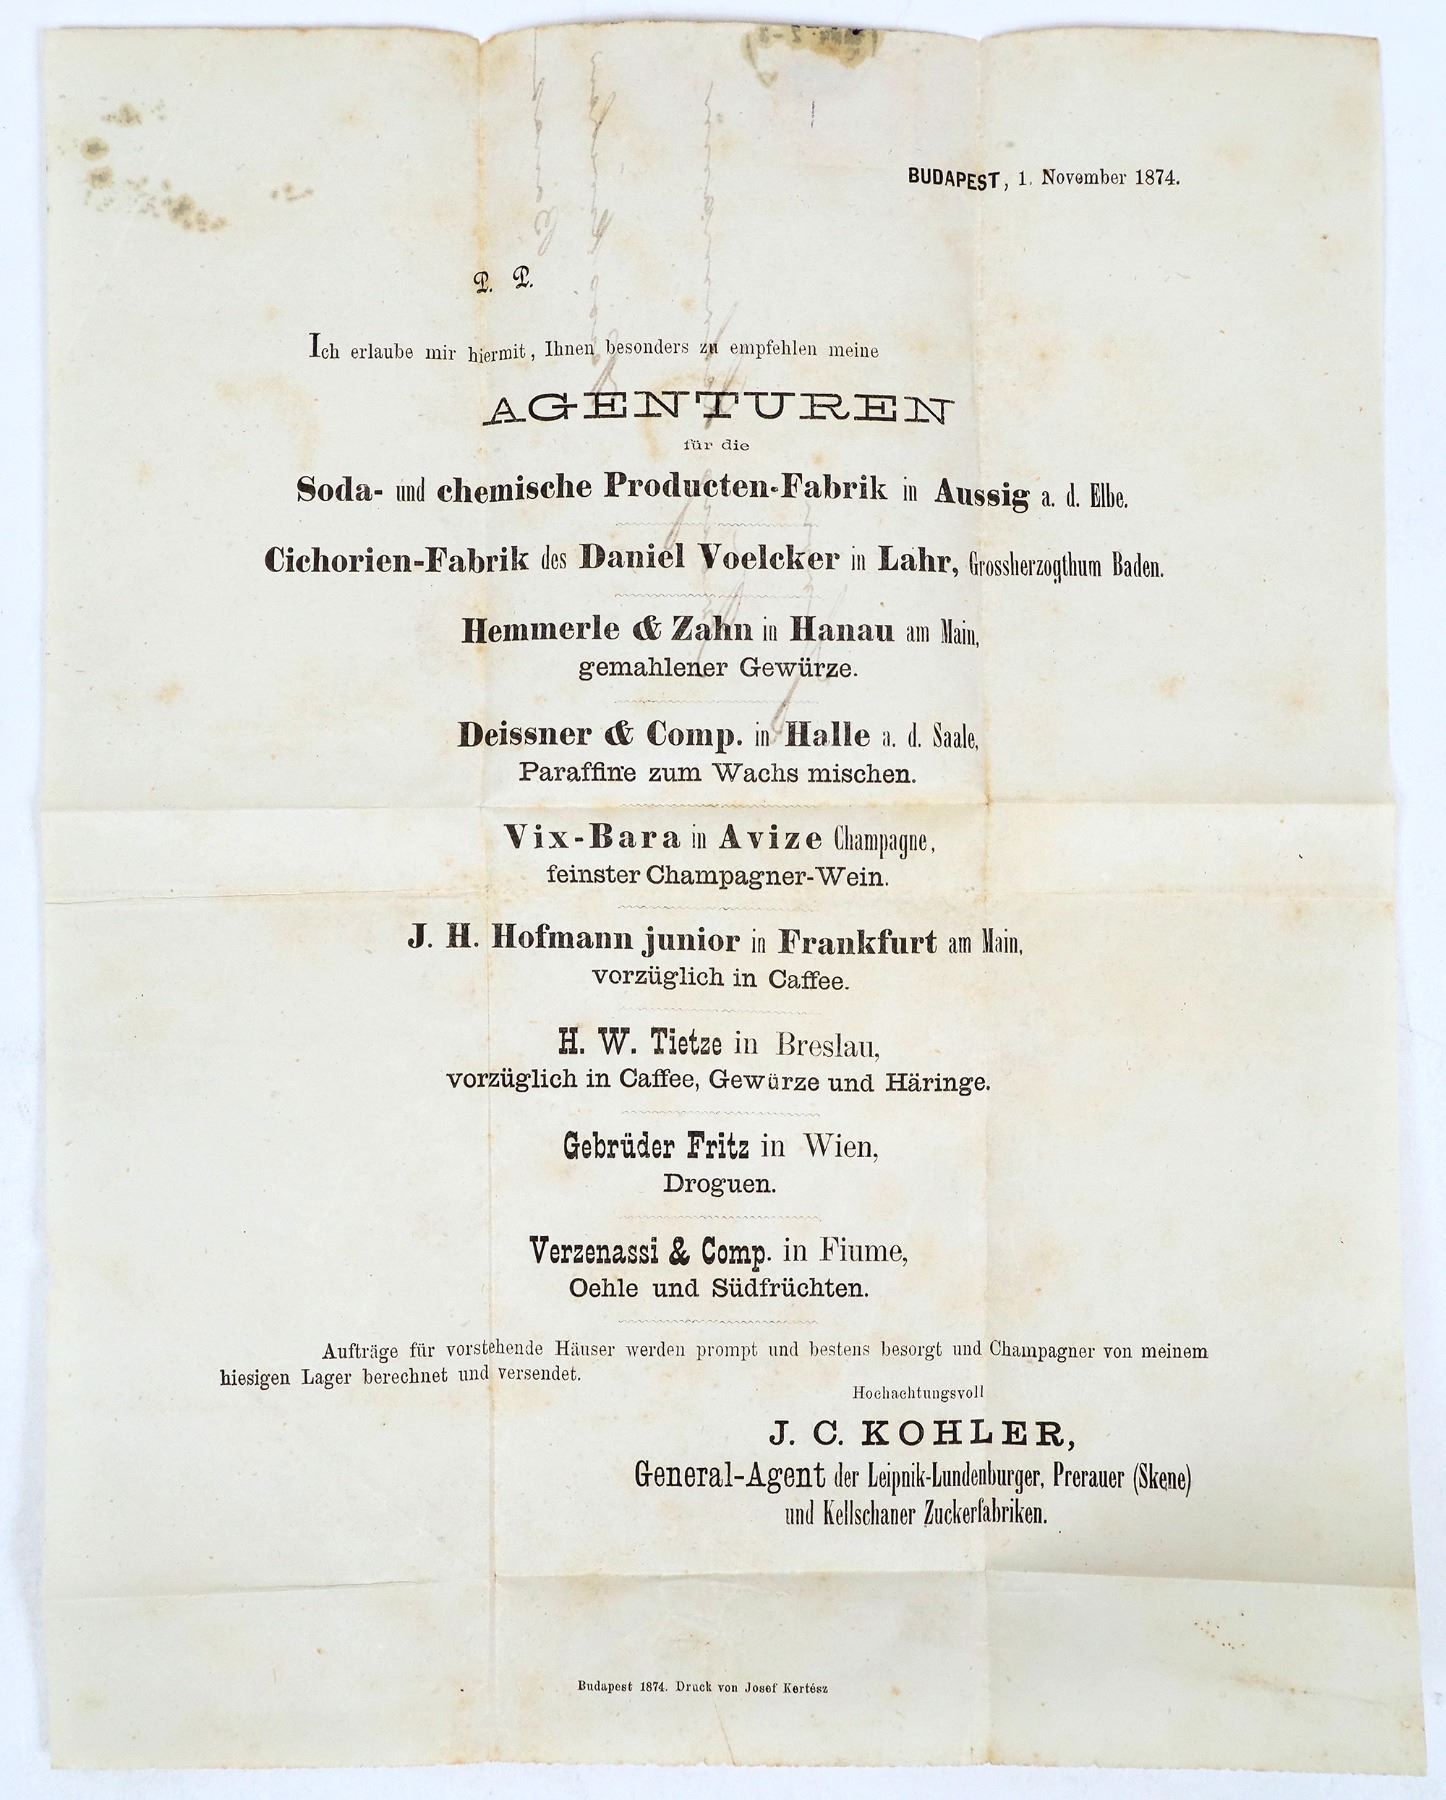 BUDAPEST, 1. November 1874.
P. P.
Ich erlaube mir hiermit, Ihnen besonders zu empfehlen meine
AGENTUREN
für die
Soda- und chemische Producten-Fabrik in Aussig a. d. Elbe.
Cichorien-Fabrik des Daniel Voelcker in Lahr, Grossherzogthum Baden.
Hemmerle & Zahn in Hanau am Main,
gemahlener Gewürze.
Deissner & Comp. in Halle a. d. Saale,
Paraffine zum Wachs mischen.
Vix-Bara in Avize Champagne,
feinster Champagner-Wein.
J. H. Hofmann junior in Frankfurt am Main,
vorzüglich in Caffee.
H. W. Tietze in Breslau,
vorzüglich in Caffee, Gewürze und Häringe.
Gebrüder Fritz in Wien,
Droguen.
Verzenassi & Comp. in Fiume,
Oehle und Südfrüchten.
Aufträge für vorstehende Häuser werden prompt und bestens besorgt und Champagner von meinem
hiesigen Lager berechnet und versendet.
Hochachtungsvoll
J. C. KOHLER,
General-Agent der Leipnik-Lundenburger, Prerauer (Skene)
und Kellschaner Zuckerfabriken.
Budapest 1874. Druck von Josef Kertész